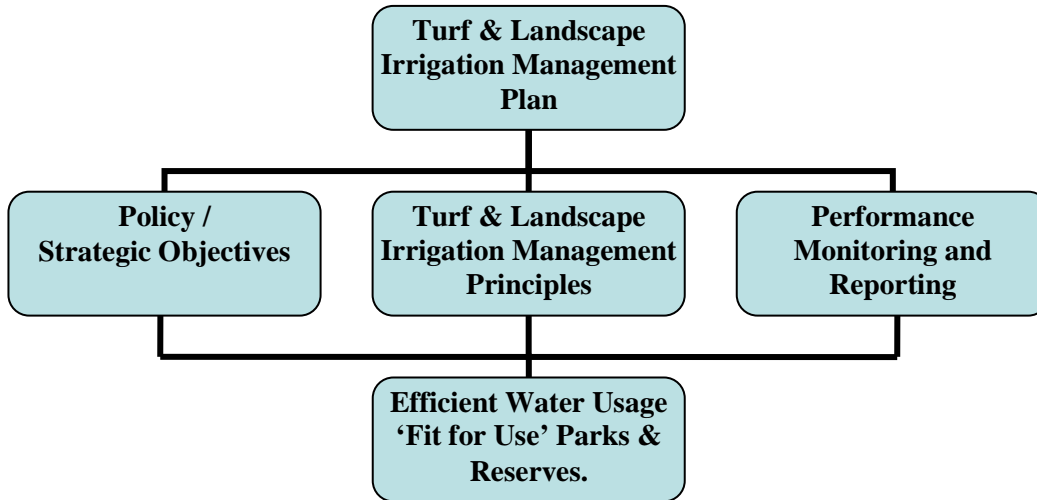 Turf & Landscape
Irrigation Management
Plan
Policy /
Strategic Objectives
Turf & Landscape
Irrigation Management
Principles
Performance
Monitoring and
Reporting
Efficient Water Usage
‘Fit for Use’ Parks &
Reserves.